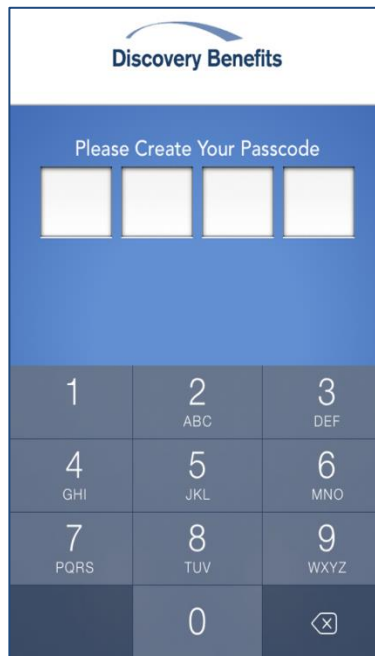 Discovery Benefits
Please Create Your Passcode
1 2 3
ABC DEF
4 5 6
GHI JKL MNO
7 8 9
PQRS TUV WXYZ
0